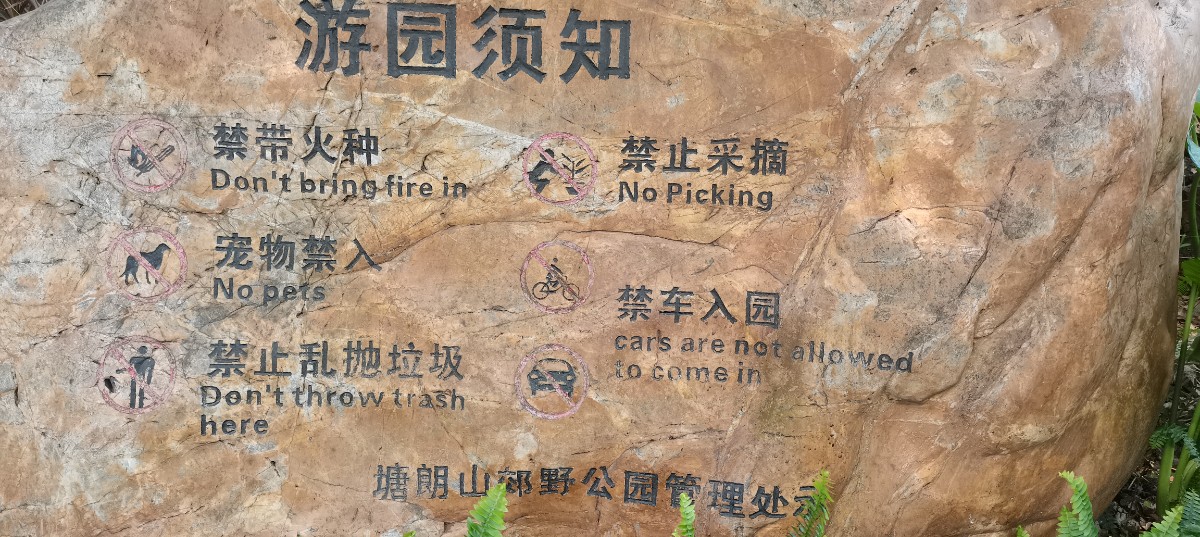 游园须知
禁带火种
Don't bring fire in
宠物禁入
No pets
禁止乱抛垃圾
Don't throw trash
here
禁止采摘
No Picking
禁车入园
cars are not allowed
to come in
塘朗山郊野公园管理处示